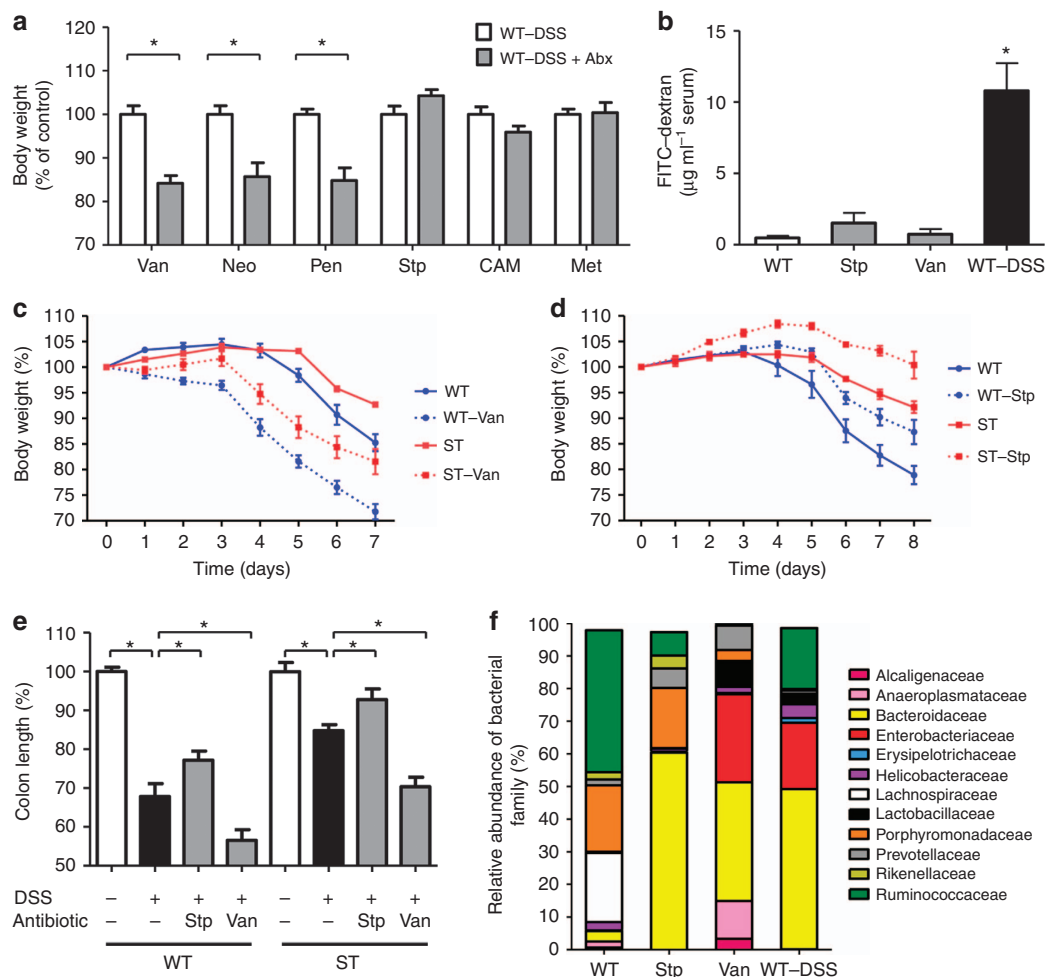 a
Body weight
(% of control)
110
100
90
80
70
* * *
WT–DSS
WT–DSS + Abx
Van Neo Pen Stp CAM Met
b
FITC–dextran
(µg ml⁻¹ serum)
15
10
5
0
*
WT Stp Van WT–DSS
c
Body weight (%)
110
105
100
95
90
85
80
75
70
0 1 2 3 4 5 6 7
Time (days)
WT
WT–Van
ST
ST–Van
d
Body weight (%)
110
105
100
95
90
85
80
75
70
0 1 2 3 4 5 6 7 8
Time (days)
WT
WT–Stp
ST
ST–Stp
e
Colon length (%)
110
100
90
80
70
60
50
* * * * * *
DSS – + + + – + + +
Antibiotic – – Stp Van – – Stp Van
WT ST
f
Relative abundance of bacterial
family (%)
100
90
80
70
60
50
40
30
20
10
0
WT Stp Van WT–DSS
Alcaligenaceae
Anaeroplasmataceae
Bacteroidaceae
Enterobacteriaceae
Erysipelotrichaceae
Helicobacteraceae
Lachnospiraceae
Lactobacillaceae
Porphyromonadaceae
Prevotellaceae
Rikenellaceae
Ruminococcaceae